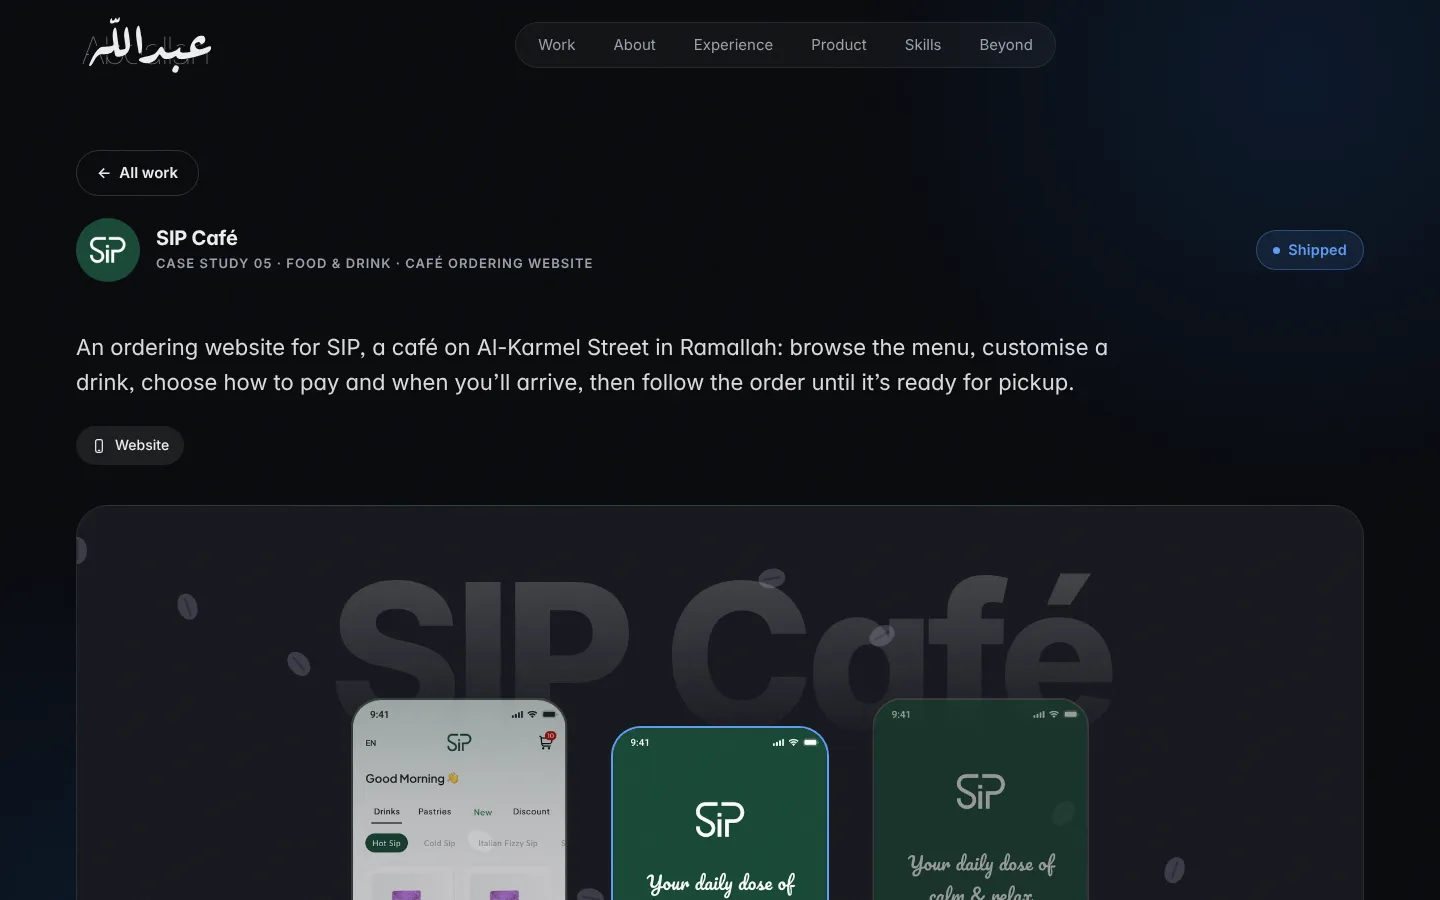 عبدالله
Abdallah
Work
About
Experience
Product
Skills
Beyond
← All work
SiP
SIP Café
CASE STUDY 05 · FOOD & DRINK · CAFÉ ORDERING WEBSITE
Shipped
An ordering website for SIP, a café on Al-Karmel Street in Ramallah: browse the menu, customise a
drink, choose how to pay and when you’ll arrive, then follow the order until it’s ready for pickup.
Website
SIP Café
9:41
EN
SiP
10
Good Morning 👋
Drinks
Pastries
New
Discount
Hot Sip
Cold Sip
Italian Fizzy Sip
S
9:41
SiP
Your daily dose of
9:41
SiP
Your daily dose of
calm & relax